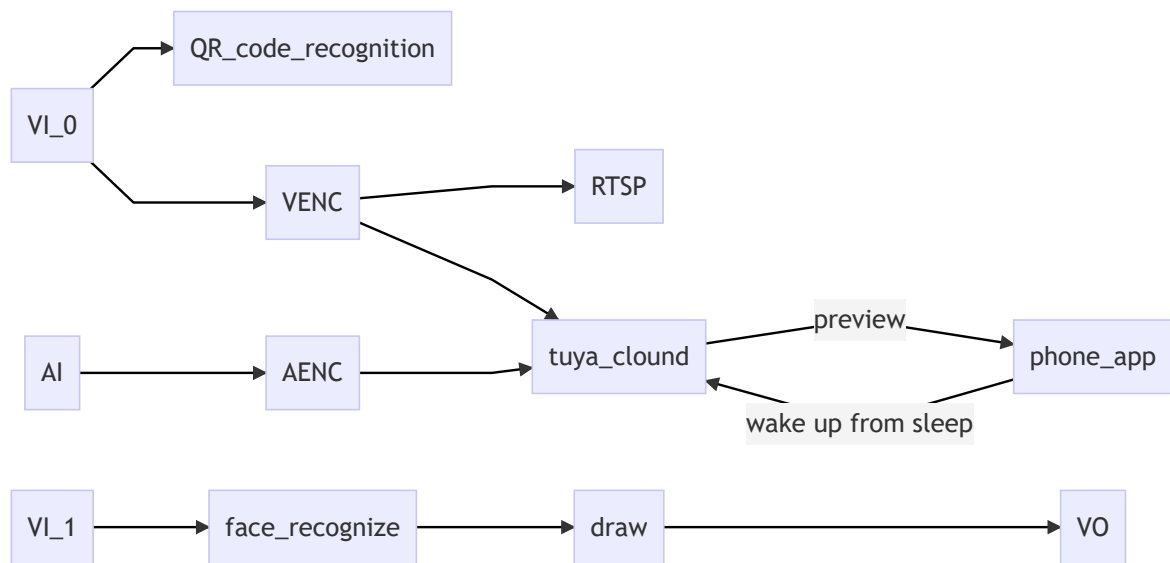 QR_code_recognition
VI_0
VENC
RTSP
preview
AI
AENC
tuya_clound
phone_app
wake up from sleep
VI_1
face_recognize
draw
VO